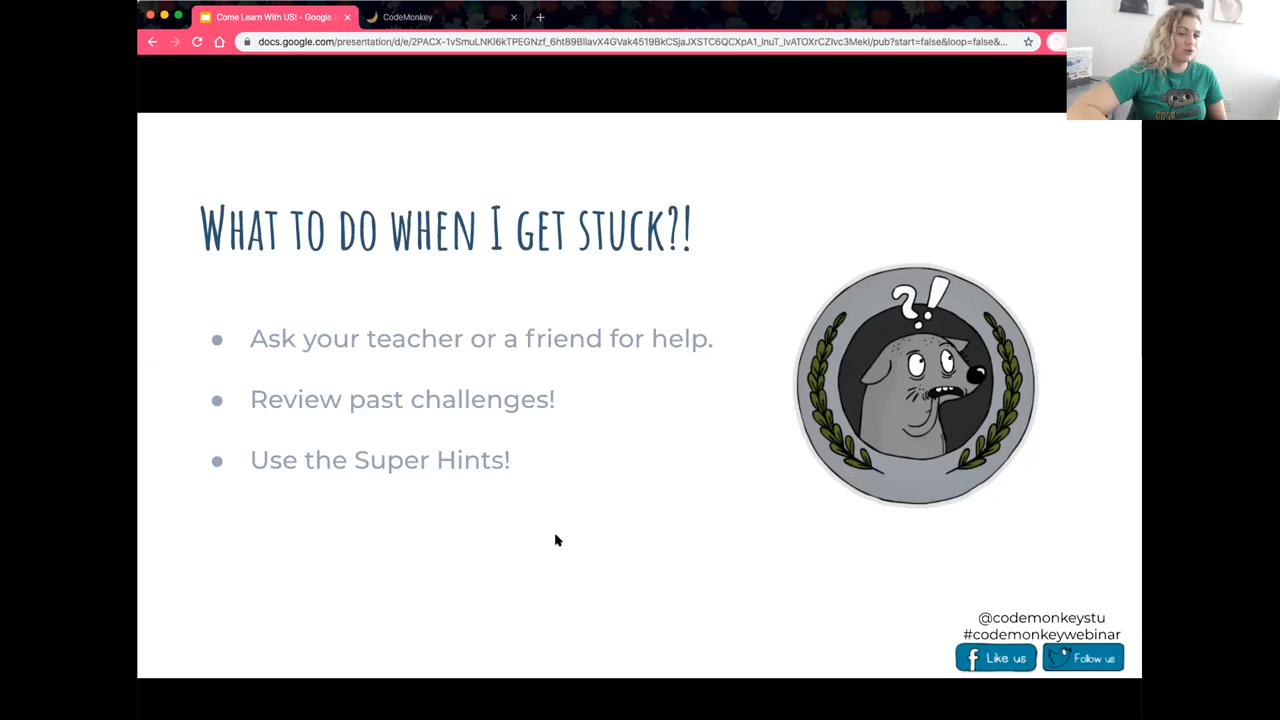 Come Learn With US! - Google
CodeMonkey
WHAT TO DO WHEN I GET STUCK?!
?!
● Ask your teacher or a friend for help.
● Review past challenges!
● Use the Super Hints!
@codemonkeystu
#codemonkeywebinar
f Like us
Follow us